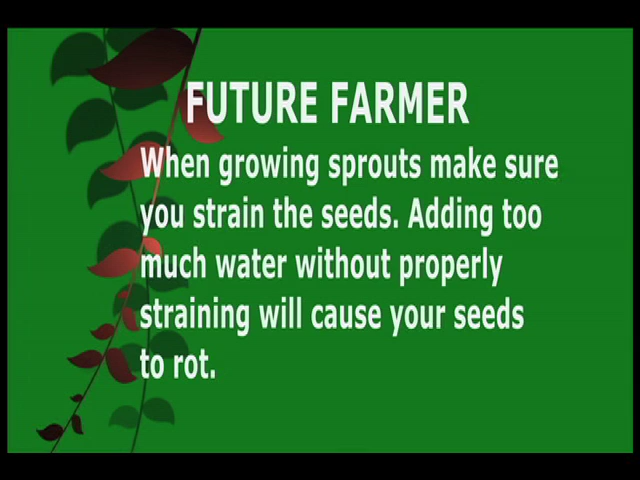 FUTURE FARMER
When growing sprouts make sure
you strain the seeds. Adding too
much water without properly
straining will cause your seeds
to rot.